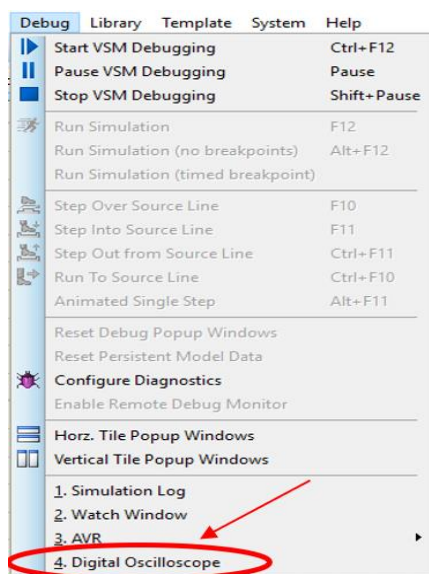 Debug Library Template System Help
Start VSM Debugging Ctrl+F12
Pause VSM Debugging Pause
Stop VSM Debugging Shift+Pause
Run Simulation F12
Run Simulation (no breakpoints) Alt+F12
Run Simulation (timed breakpoint)
Step Over Source Line F10
Step Into Source Line F11
Step Out from Source Line Ctrl+F11
Run To Source Line Ctrl+F10
Animated Single Step Alt+F11
Reset Debug Popup Windows
Reset Persistent Model Data
Configure Diagnostics
Enable Remote Debug Monitor
Horz. Tile Popup Windows
Vertical Tile Popup Windows
1. Simulation Log
2. Watch Window
3. AVR
4. Digital Oscilloscope